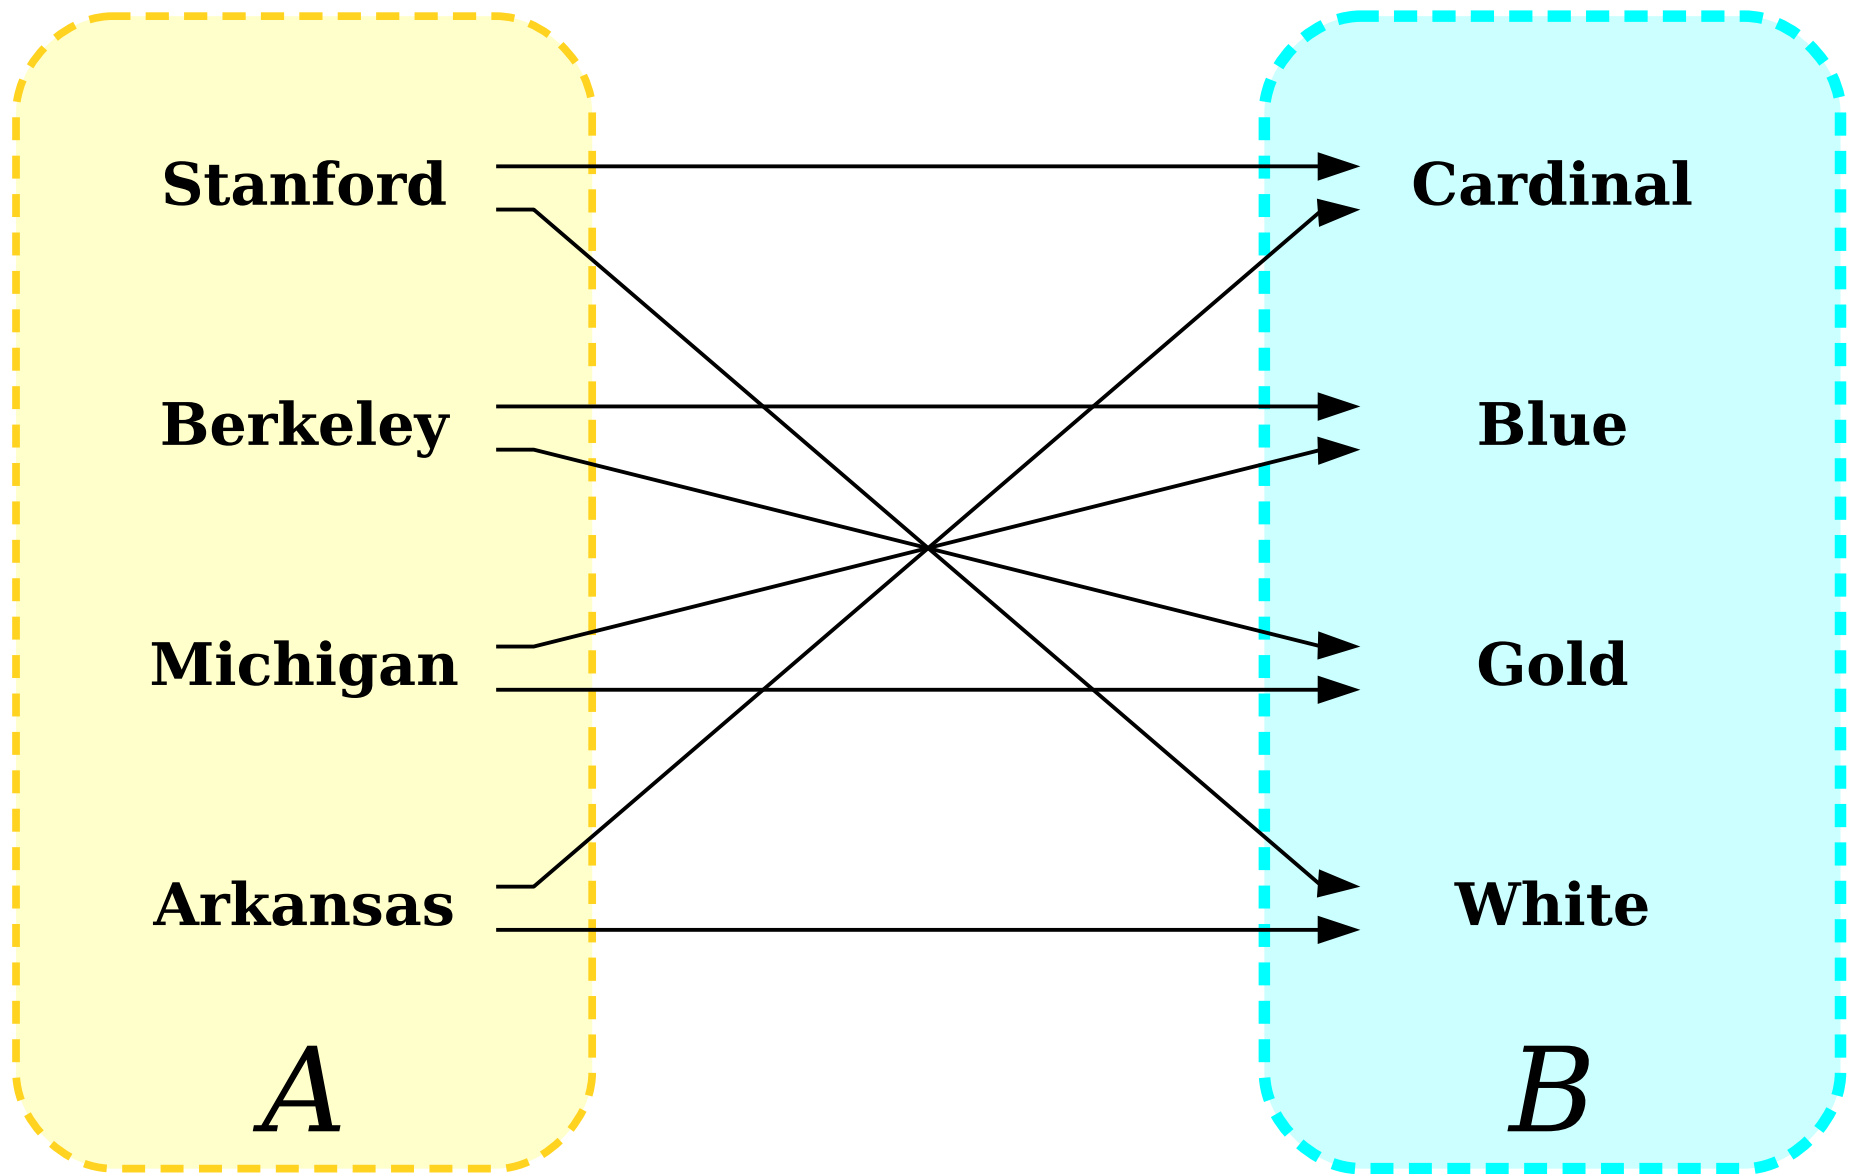 Stanford
Cardinal
Berkeley
Blue
Michigan
Gold
Arkansas
White
A
B